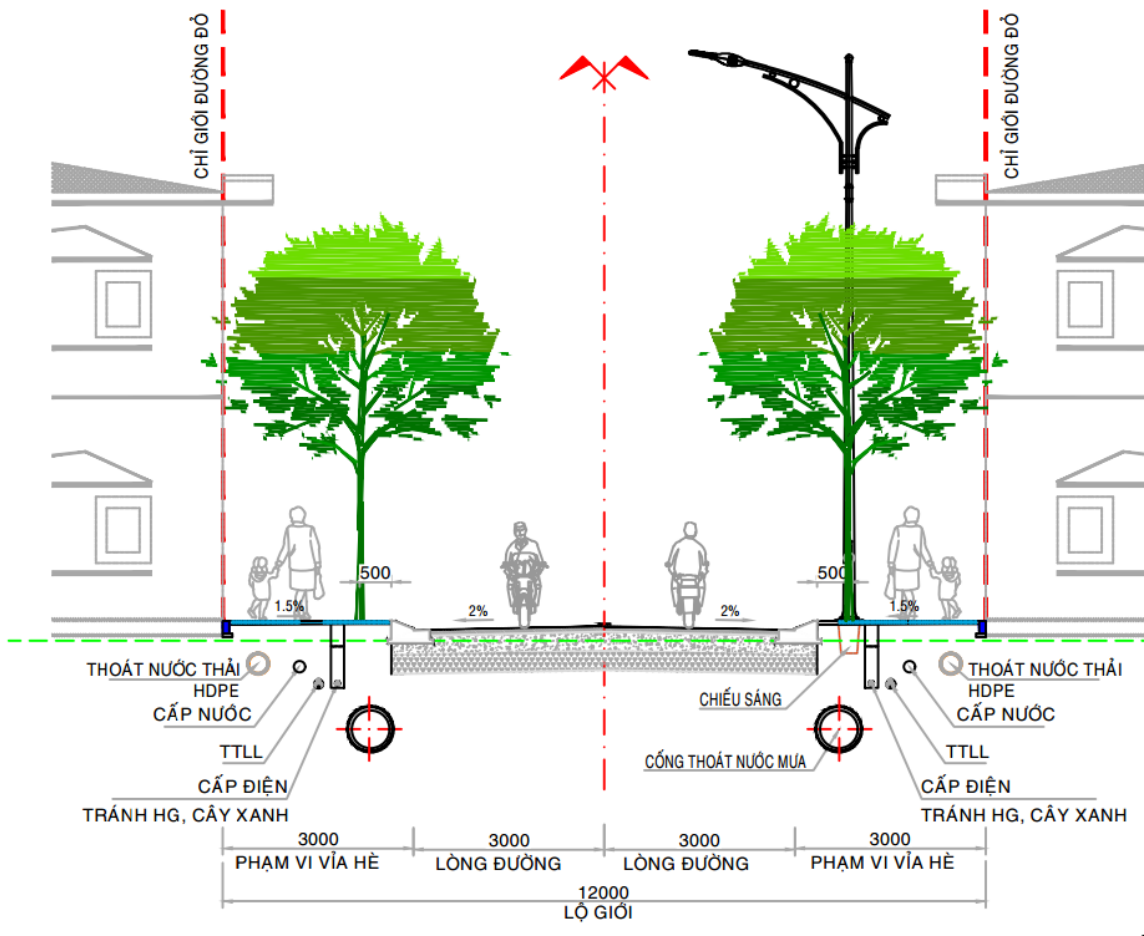 CHỈ GIỚI ĐƯỜNG ĐỎ
CHỈ GIỚI ĐƯỜNG ĐỎ
500
500
1.5%
2%
2%
1.5%
THOÁT NƯỚC THẢI
HDPE
CẤP NƯỚC
TTLL
CẤP ĐIỆN
TRÁNH HG, CÂY XANH
CHIẾU SÁNG
CỐNG THOÁT NƯỚC MƯA
THOÁT NƯỚC THẢI
HDPE
CẤP NƯỚC
TTLL
CẤP ĐIỆN
TRÁNH HG, CÂY XANH
3000
3000
3000
3000
PHẠM VI VỈA HÈ
LÒNG ĐƯỜNG
LÒNG ĐƯỜNG
PHẠM VI VỈA HÈ
12000
LỘ GIỚI